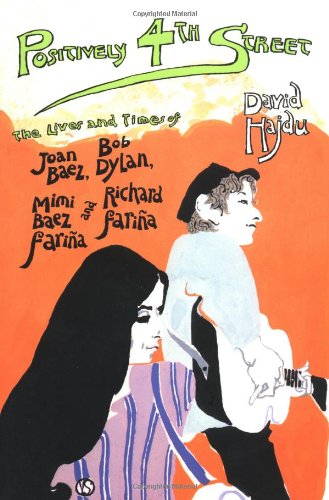 Positively 4th Street
David
Hajdu
The Lives and Times of
Joan Baez, Bob Dylan,
Mimi Baez Fariña and Richard Fariña
VS